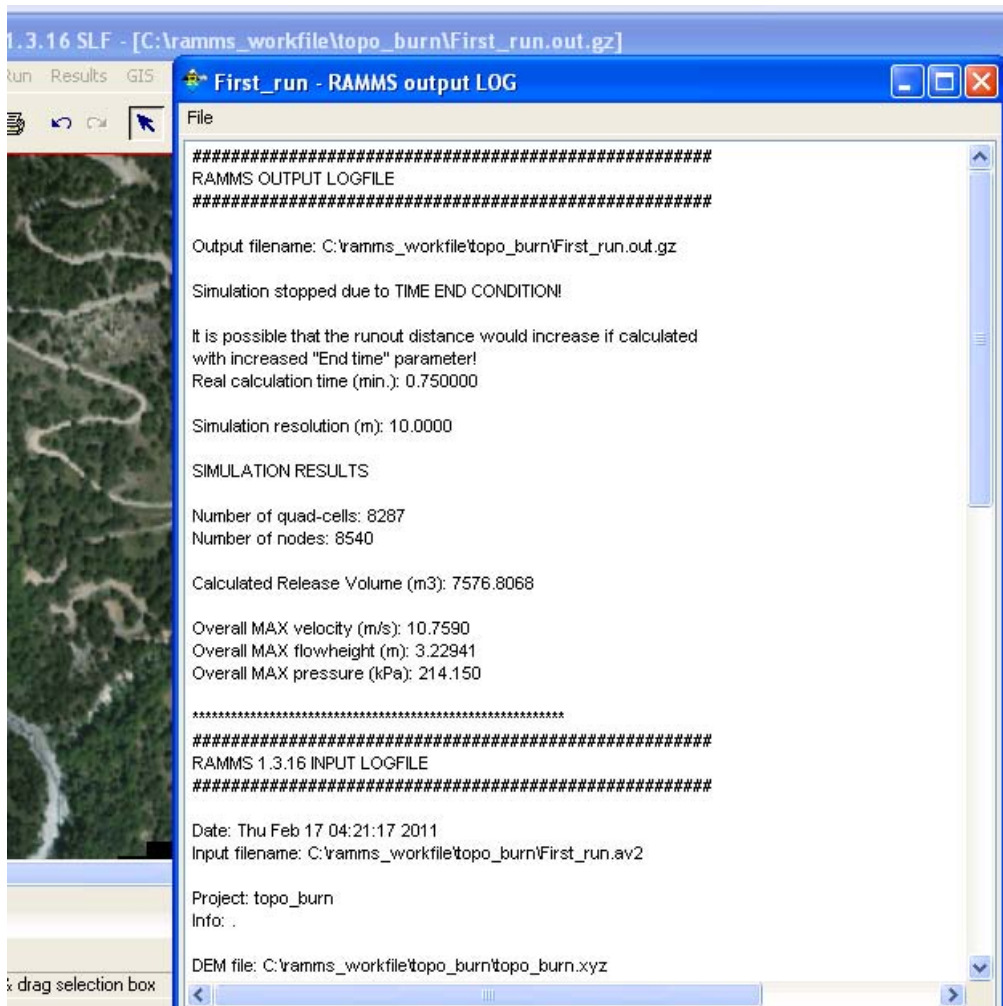 1.3.16 SLF - [C:\ramms_workfile\topo_burn\First_run.out.gz]
Run Results GIS
First_run - RAMMS output LOG
File
######################################################
RAMMS OUTPUT LOGFILE
######################################################
Output filename: C:\ramms_workfile\topo_burn\First_run.out.gz
Simulation stopped due to TIME END CONDITION!
It is possible that the runout distance would increase if calculated
with increased "End time" parameter!
Real calculation time (min.): 0.750000
Simulation resolution (m): 10.0000
SIMULATION RESULTS
Number of quad-cells: 8287
Number of nodes: 8540
Calculated Release Volume (m3): 7576.8068
Overall MAX velocity (m/s): 10.7590
Overall MAX flowheight (m): 3.22941
Overall MAX pressure (kPa): 214.150
**********************************************************
######################################################
RAMMS 1.3.16 INPUT LOGFILE
######################################################
Date: Thu Feb 17 04:21:17 2011
Input filename: C:\ramms_workfile\topo_burn\First_run.av2
Project: topo_burn
Info: .
DEM file: C:\ramms_workfile\topo_burn\topo_burn.xyz
& drag selection box